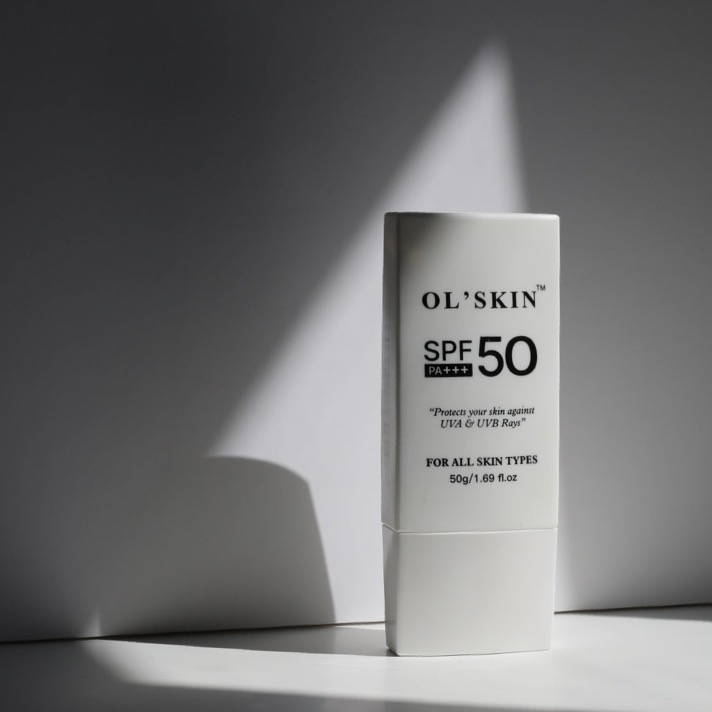 OL’SKIN™
SPF 50
PA+++
“Protects your skin against
UVA & UVB Rays”
FOR ALL SKIN TYPES
50g/1.69 fl.oz